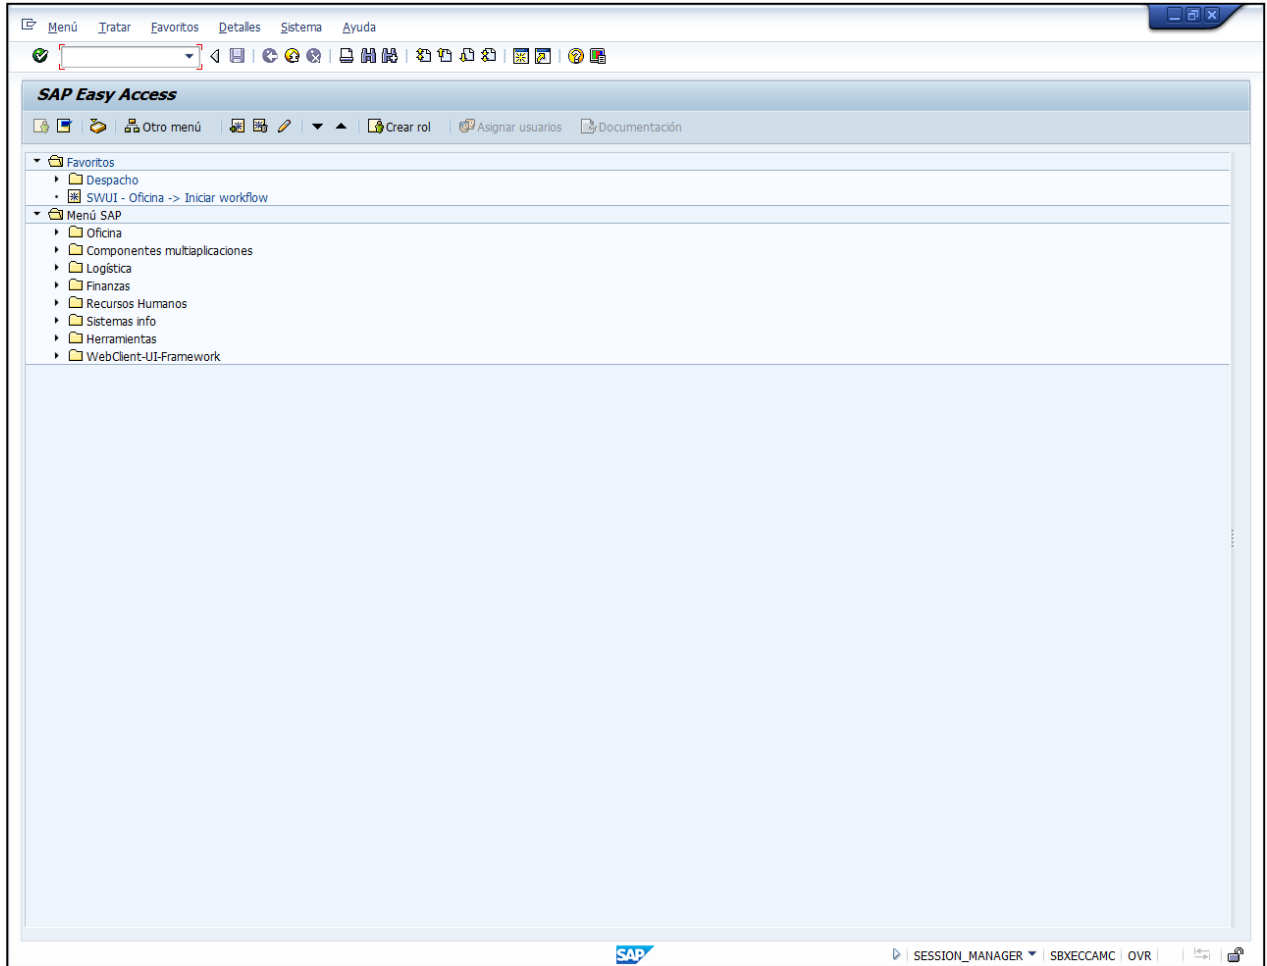 Menú Tratar Favoritos Detalles Sistema Ayuda
SAP Easy Access
Otro menú Crear rol Asignar usuarios Documentación
Favoritos
Despacho
SWUI - Oficina -> Iniciar workflow
Menú SAP
Oficina
Componentes multiaplicaciones
Logística
Finanzas
Recursos Humanos
Sistemas info
Herramientas
WebClient-UI-Framework
SAP SESSION_MANAGER SBXECCAMC OVR